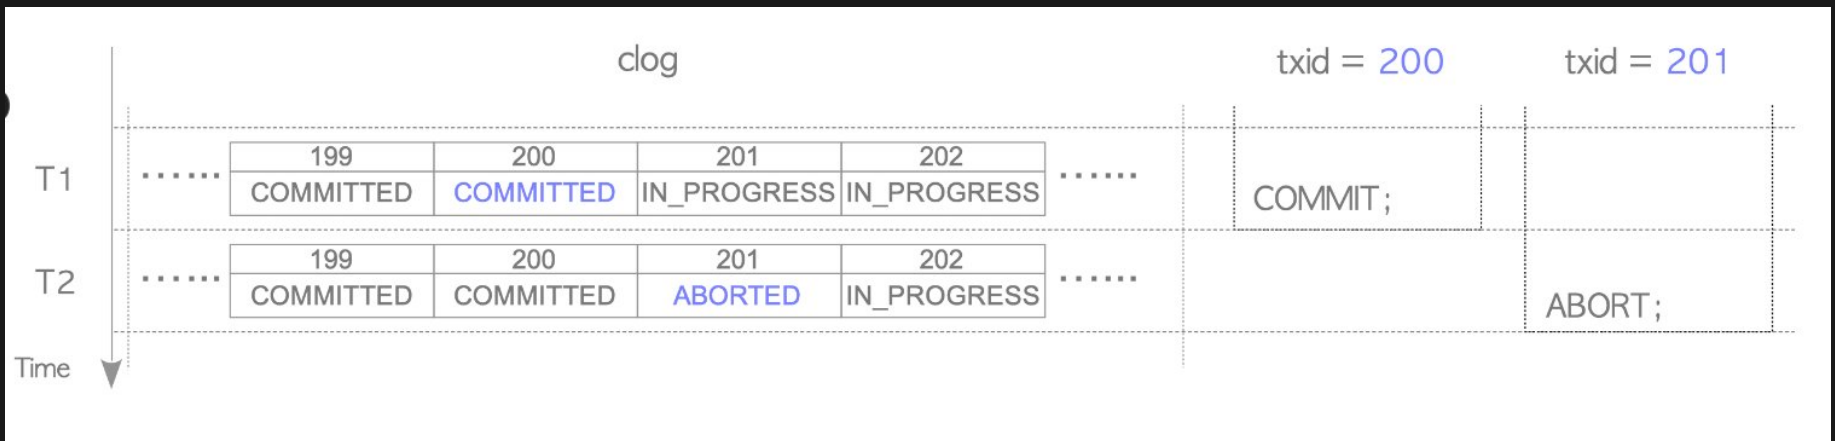 clog txid = 200 txid = 201
199 200 201 202
T1 ...... COMMITTED COMMITTED IN_PROGRESS IN_PROGRESS ...... COMMIT;
199 200 201 202
T2 ...... COMMITTED COMMITTED ABORTED IN_PROGRESS ...... ABORT;
Time